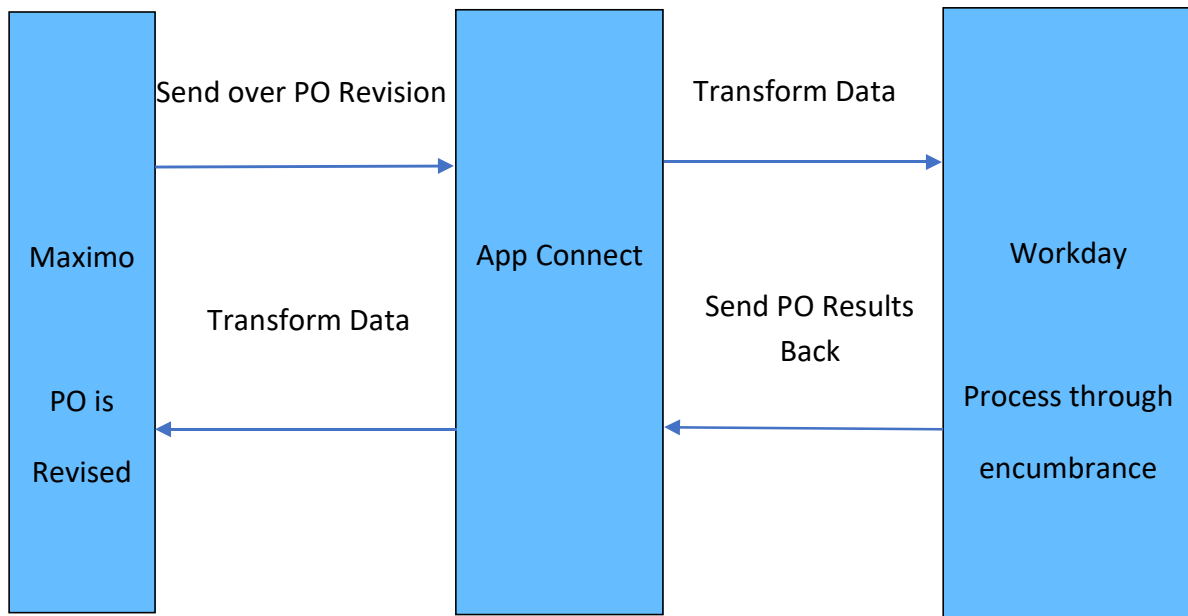 Send over PO Revision
Transform Data
Maximo
App Connect
Workday
Transform Data
Send PO Results
Back
PO is
Revised
Process through
encumbrance